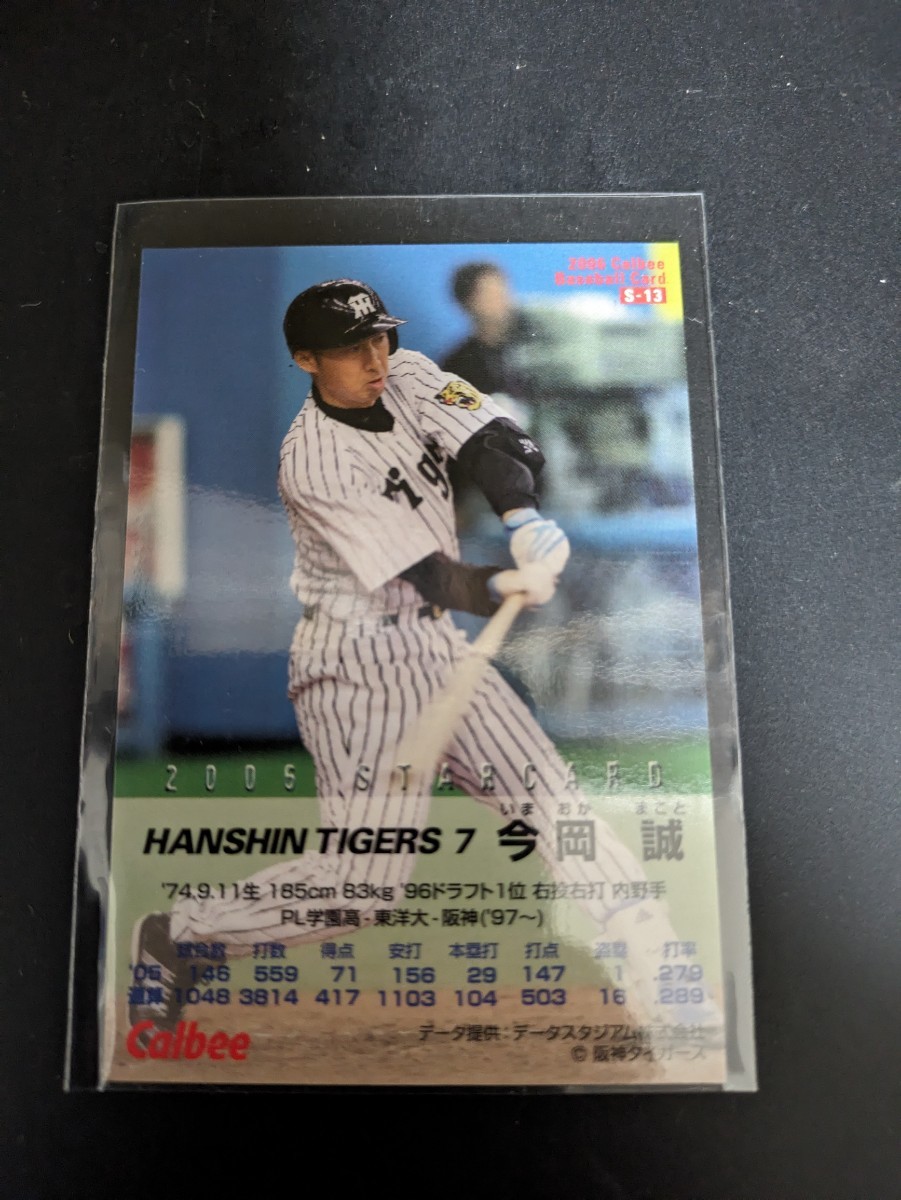 2006 Calbee
Baseball Card
S-13
Tige
2005 STARCARD
いま おか まこと
HANSHIN TIGERS 7 今岡 誠
'74.9.11生 185cm 83kg '96ドラフト1位 右投右打 内野手
PL学園高-東洋大-阪神('97〜)
試合数 打数 得点 安打 本塁打 打点 盗塁 打率
'05 146 559 71 156 29 147 1 .279
通算 1048 3814 417 1103 104 503 16 .289
Calbee
データ提供:データスタジアム株式会社
© 阪神タイガース